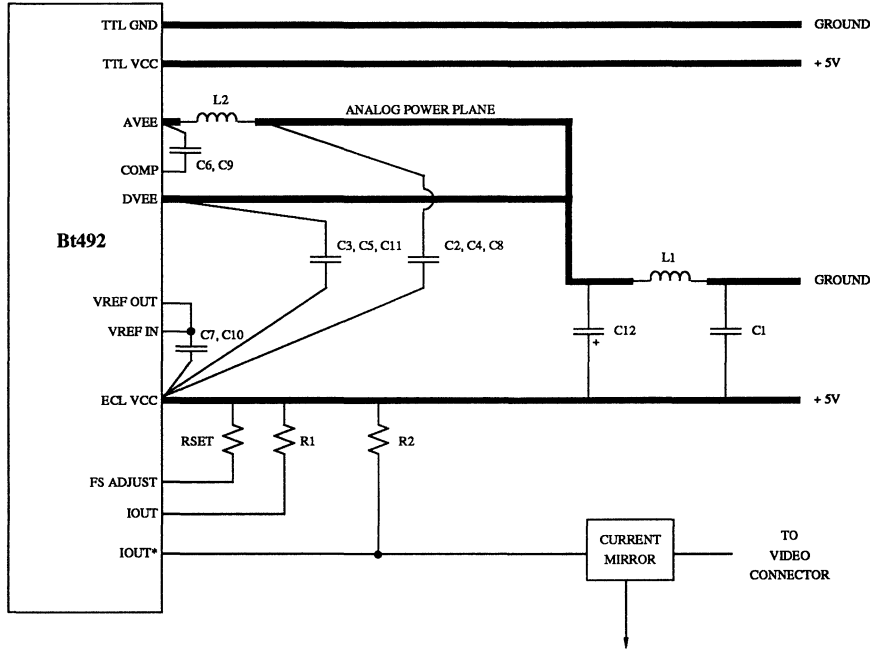 TTL GND
GROUND
TTL VCC
+ 5V
L2
ANALOG POWER PLANE
AVEE
C6, C9
COMP
DVEE
Bt492
C3, C5, C11
C2, C4, C8
L1
GROUND
VREF OUT
VREF IN
C7, C10
C12
+
C1
ECL VCC
+ 5V
RSET
R1
R2
FS ADJUST
IOUT
IOUT*
CURRENT
MIRROR
TO
VIDEO
CONNECTOR